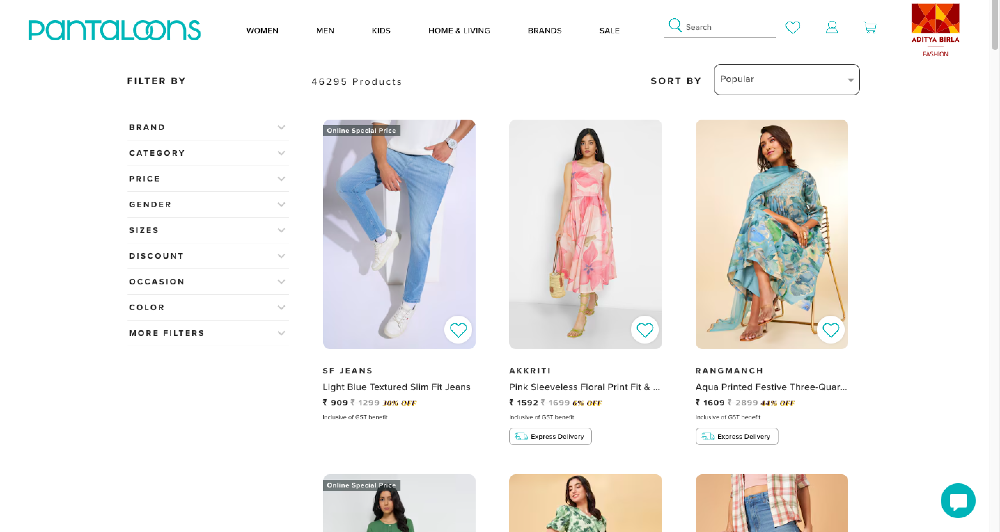 PANTALOONS
WOMEN MEN KIDS HOME & LIVING BRANDS SALE Search
ADITYA BIRLA
FASHION
FILTER BY 46295 Products SORT BY Popular
BRAND
CATEGORY
PRICE
GENDER
SIZES
DISCOUNT
OCCASION
COLOR
MORE FILTERS
Online Special Price
SF JEANS
Light Blue Textured Slim Fit Jeans
₹ 909 ₹ 1299 30% OFF
Inclusive of GST benefit
AKKRITI
Pink Sleeveless Floral Print Fit & ...
₹ 1592 ₹ 1699 6% OFF
Inclusive of GST benefit
Express Delivery
RANGMANCH
Aqua Printed Festive Three-Quar...
₹ 1609 ₹ 2899 44% OFF
Inclusive of GST benefit
Express Delivery
Online Special Price